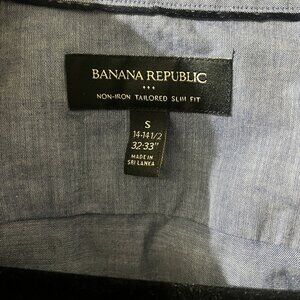 BANANA REPUBLIC
NON-IRON TAILORED SLIM FIT
S
14-14 1/2
32-33"
MADE IN
SRI LANKA